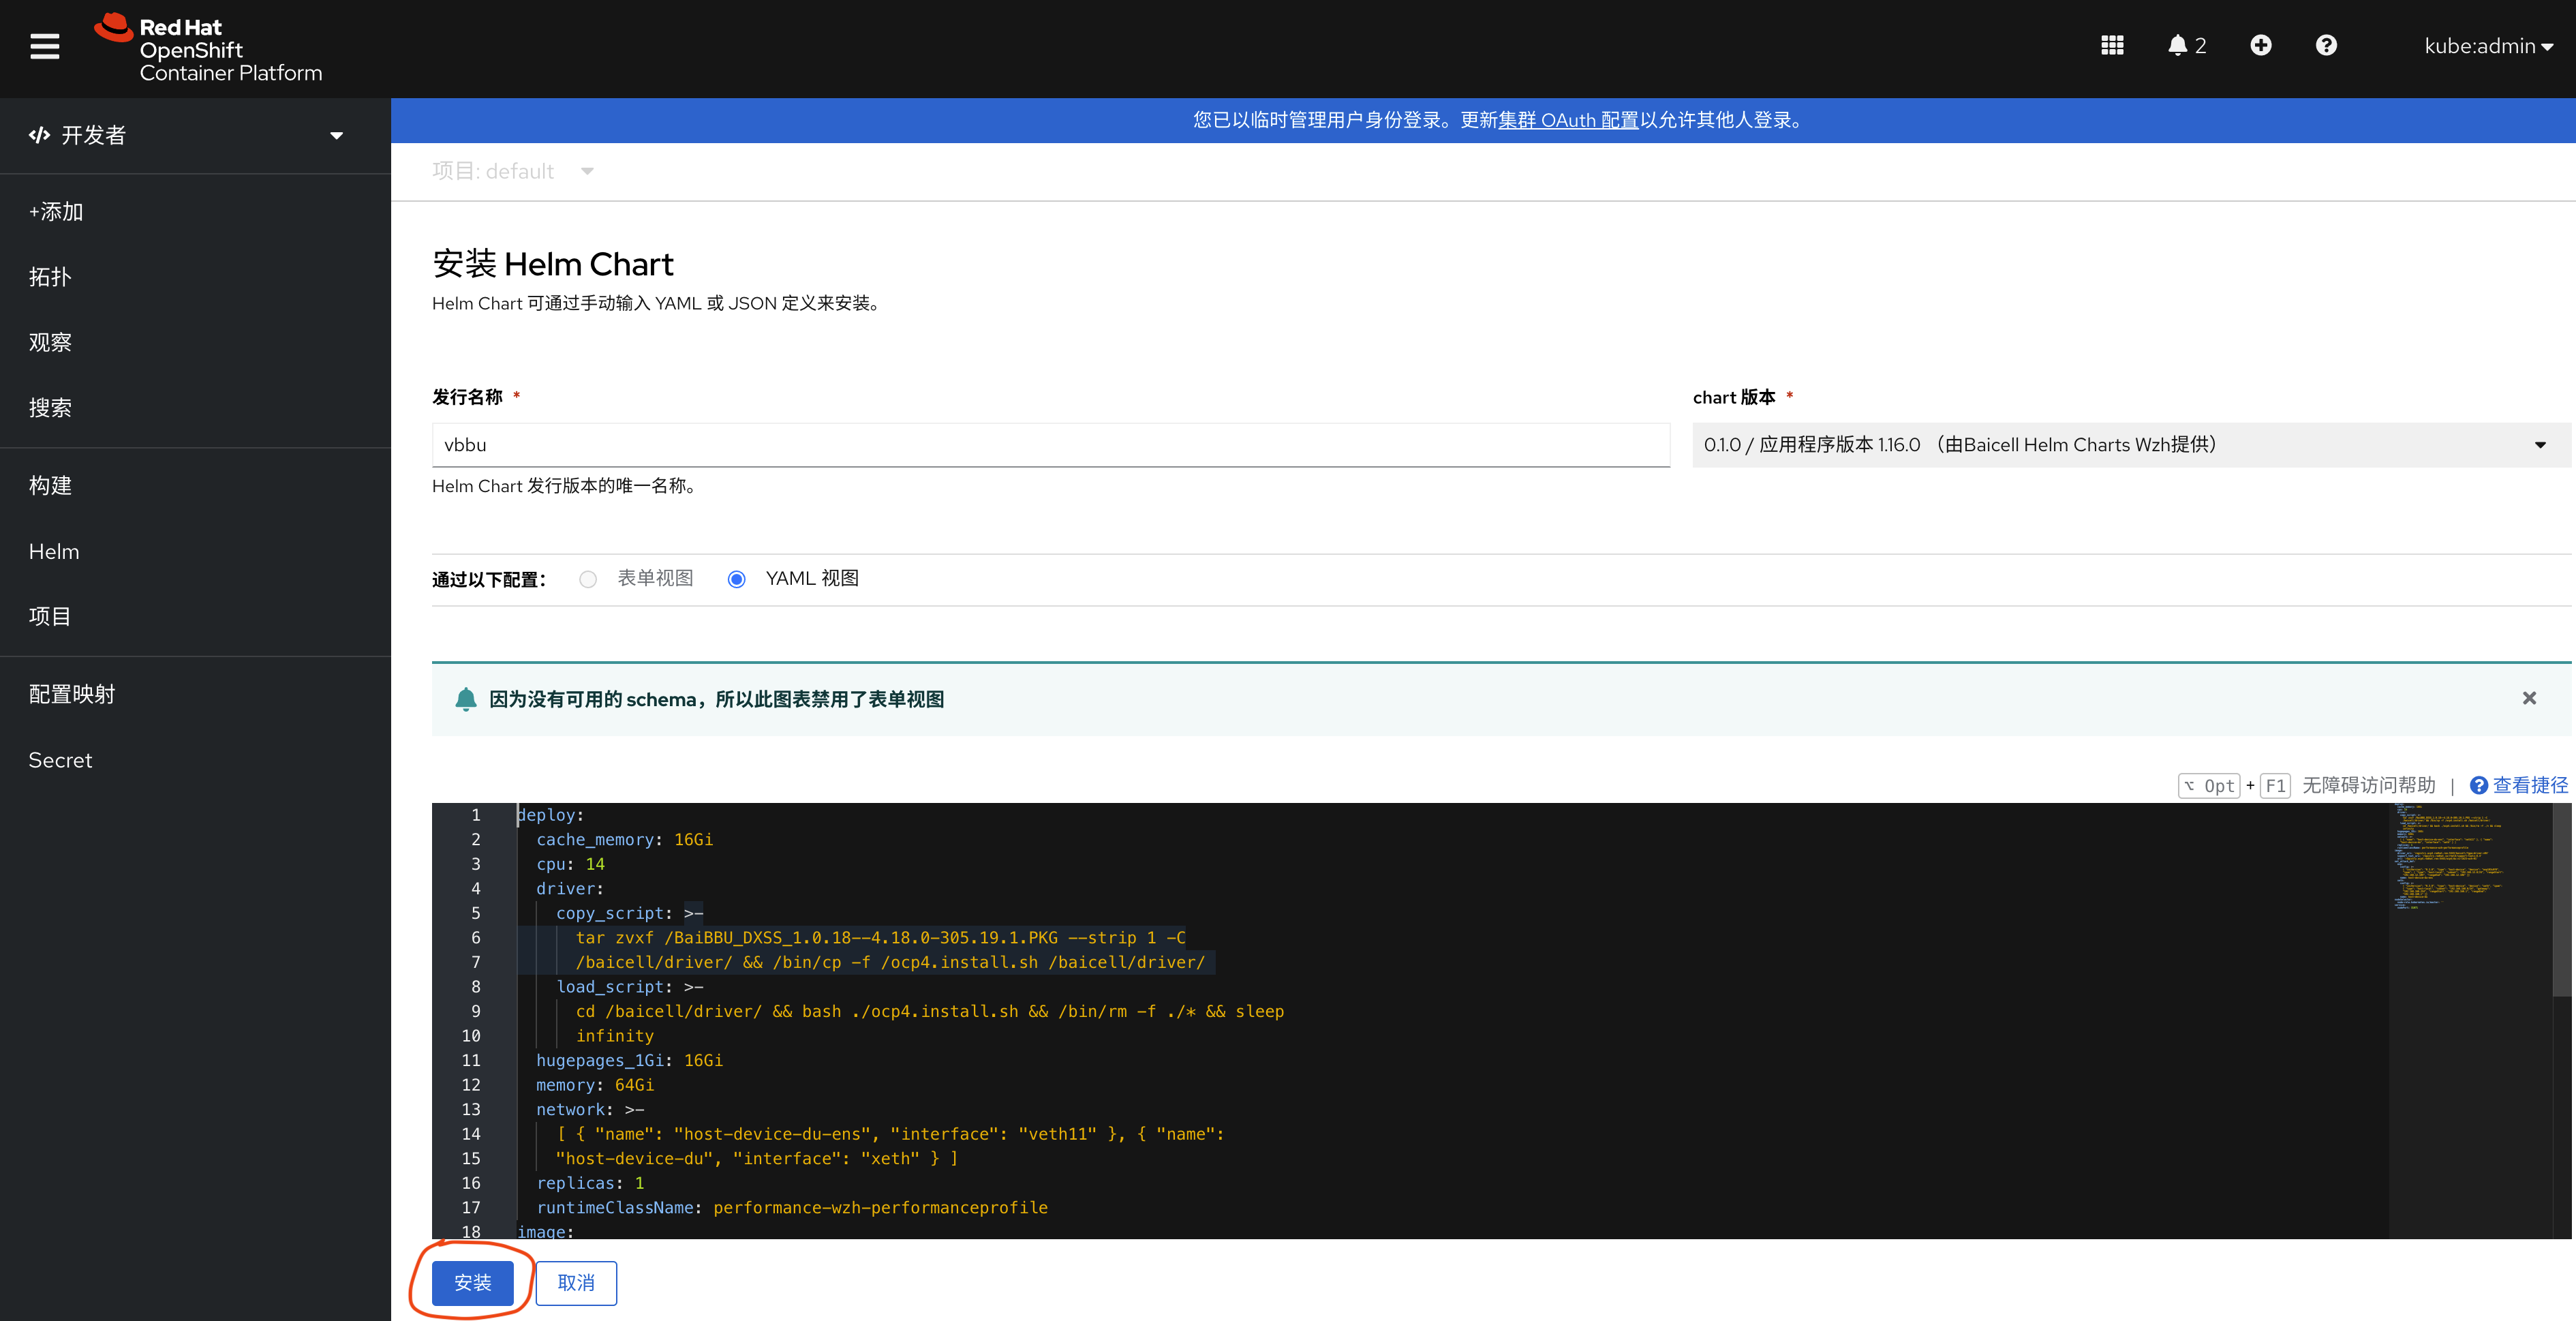 Red Hat
OpenShift
Container Platform
2
kube:admin
开发者
+添加
拓扑
观察
搜索
构建
Helm
项目
配置映射
Secret
您已以临时管理用户身份登录。更新集群 OAuth 配置以允许其他人登录。
项目: default
安装 Helm Chart
Helm Chart 可通过手动输入 YAML 或 JSON 定义来安装。
发行名称 *
chart 版本 *
vbbu
0.1.0 / 应用程序版本 1.16.0 （由Baicell Helm Charts Wzh提供）
Helm Chart 发行版本的唯一名称。
通过以下配置： 表单视图 YAML 视图
因为没有可用的 schema，所以此图表禁用了表单视图
⌥ Opt + F1 无障碍访问帮助 | 查看捷径
1 deploy:
2 cache_memory: 16Gi
3 cpu: 14
4 driver:
5 copy_script: >-
6 tar zvxf /BaiBBU_DXSS_1.0.18--4.18.0-305.19.1.PKG --strip 1 -C
7 /baicell/driver/ && /bin/cp -f /ocp4.install.sh /baicell/driver/
8 load_script: >-
9 cd /baicell/driver/ && bash ./ocp4.install.sh && /bin/rm -f ./* && sleep
10 infinity
11 hugepages_1Gi: 16Gi
12 memory: 64Gi
13 network: >-
14 [ { "name": "host-device-du-ens", "interface": "veth11" }, { "name":
15 "host-device-du", "interface": "xeth" } ]
16 replicas: 1
17 runtimeClassName: performance-wzh-performanceprofile
18 image:
安装
取消